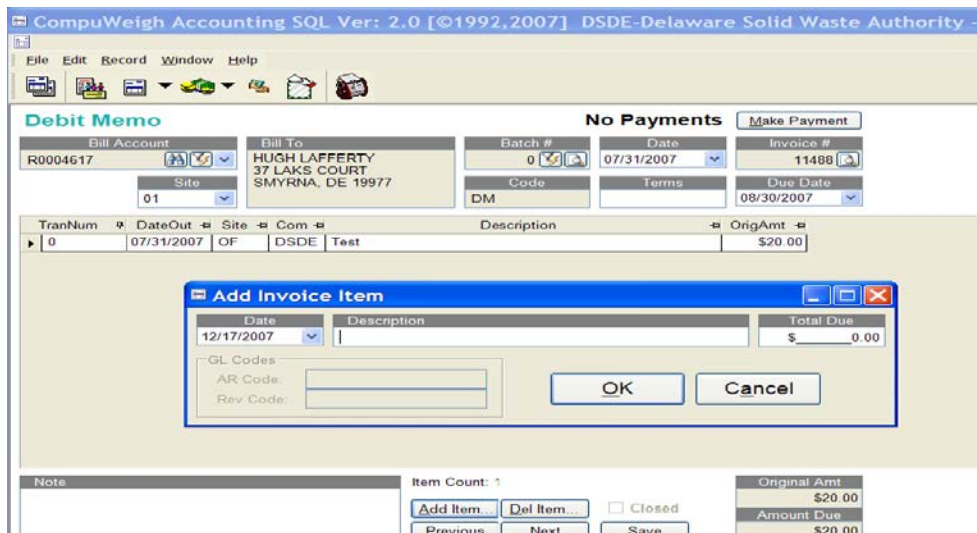 CompuWeigh Accounting SQL Ver: 2.0 [©1992,2007] DSDE-Delaware Solid Waste Authority -
File Edit Record Window Help
Debit Memo No Payments Make Payment
Bill Account Bill To Batch # Date Invoice #
R0004617 HUGH LAFFERTY 0 07/31/2007 11488
37 LAKS COURT
Site SMYRNA, DE 19977 Code Terms Due Date
01 DM 08/30/2007
TranNum DateOut Site Com Description OrigAmt
0 07/31/2007 OF DSDE Test $20.00
Add Invoice Item
Date Description Total Due
12/17/2007 $______0.00
GL Codes
AR Code:
Rev Code:
OK Cancel
Note Item Count: 1 Original Amt
$20.00
Add Item... Del Item... Closed Amount Due
Previous Next Save $20.00